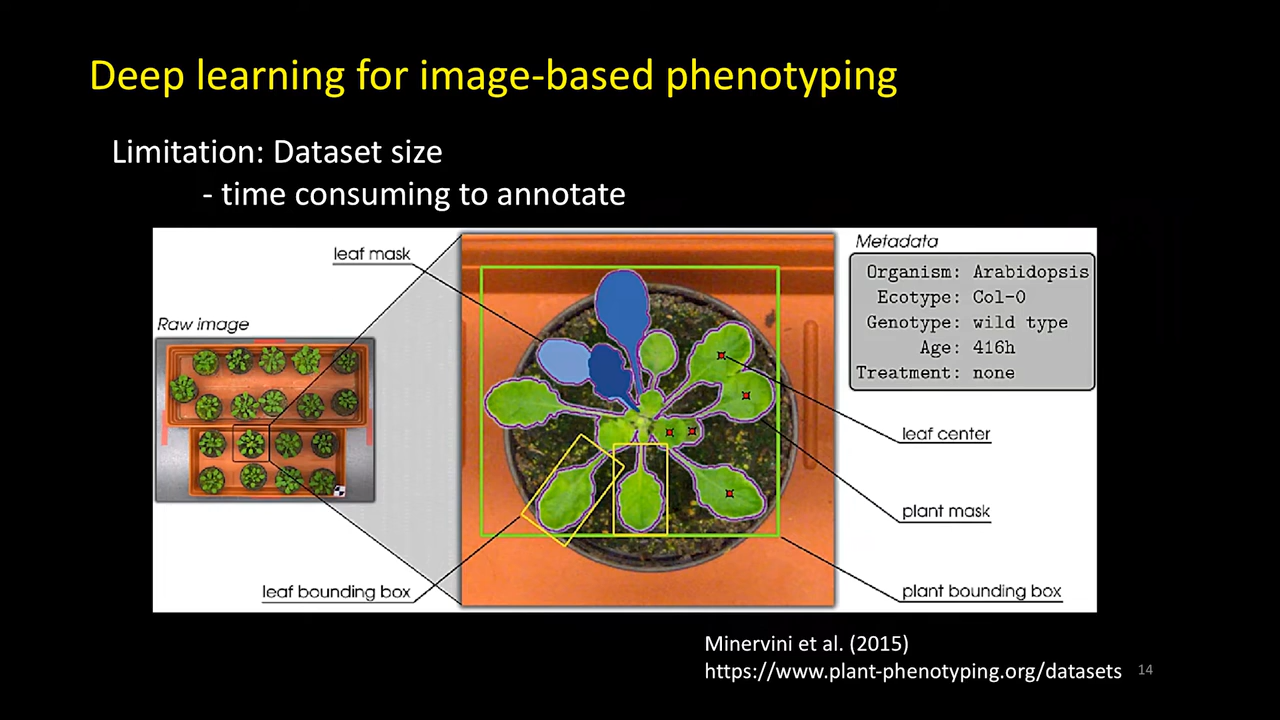 Deep learning for image-based phenotyping
Limitation: Dataset size
- time consuming to annotate
leaf mask
Raw image
leaf bounding box
Metadata
Organism: Arabidopsis
Ecotype: Col-0
Genotype: wild type
Age: 416h
Treatment: none
leaf center
plant mask
plant bounding box
Minervini et al. (2015)
https://www.plant-phenotyping.org/datasets
14